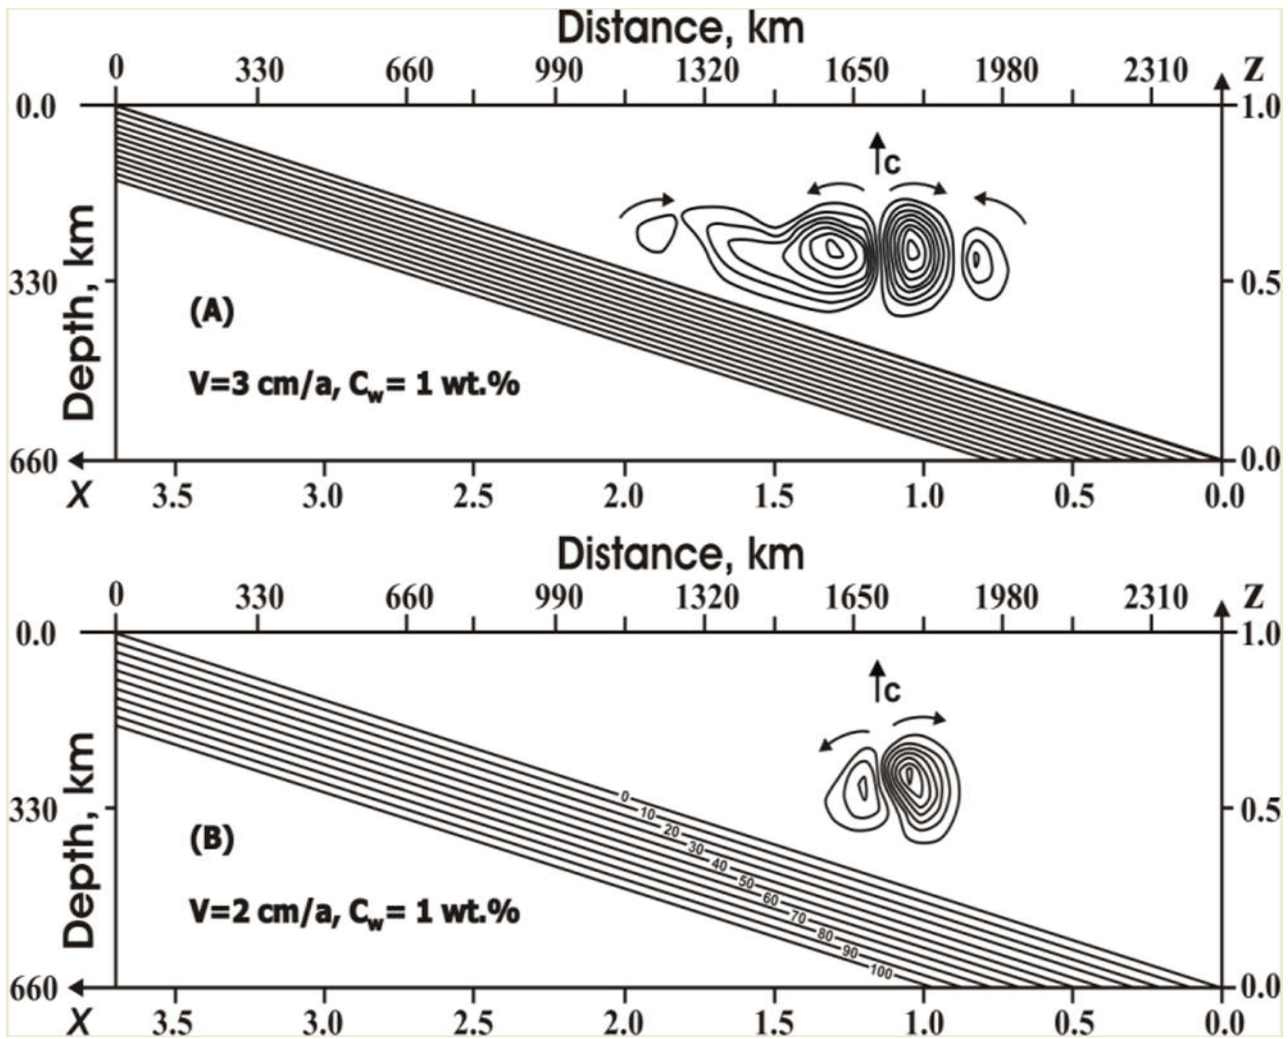 Distance, km
0 330 660 990 1320 1650 1980 2310 Z
0.0 1.0
C
330 0.5
Depth, km
(A)
V=3 cm/a, Cw= 1 wt.%
660 0.0
X 3.5 3.0 2.5 2.0 1.5 1.0 0.5 0.0
Distance, km
0 330 660 990 1320 1650 1980 2310 Z
0.0 1.0
C
0
330 10 0.5
20
30
Depth, km
(B)
40
50
60
V=2 cm/a, Cw= 1 wt.%
70
80
90
100
660 0.0
X 3.5 3.0 2.5 2.0 1.5 1.0 0.5 0.0